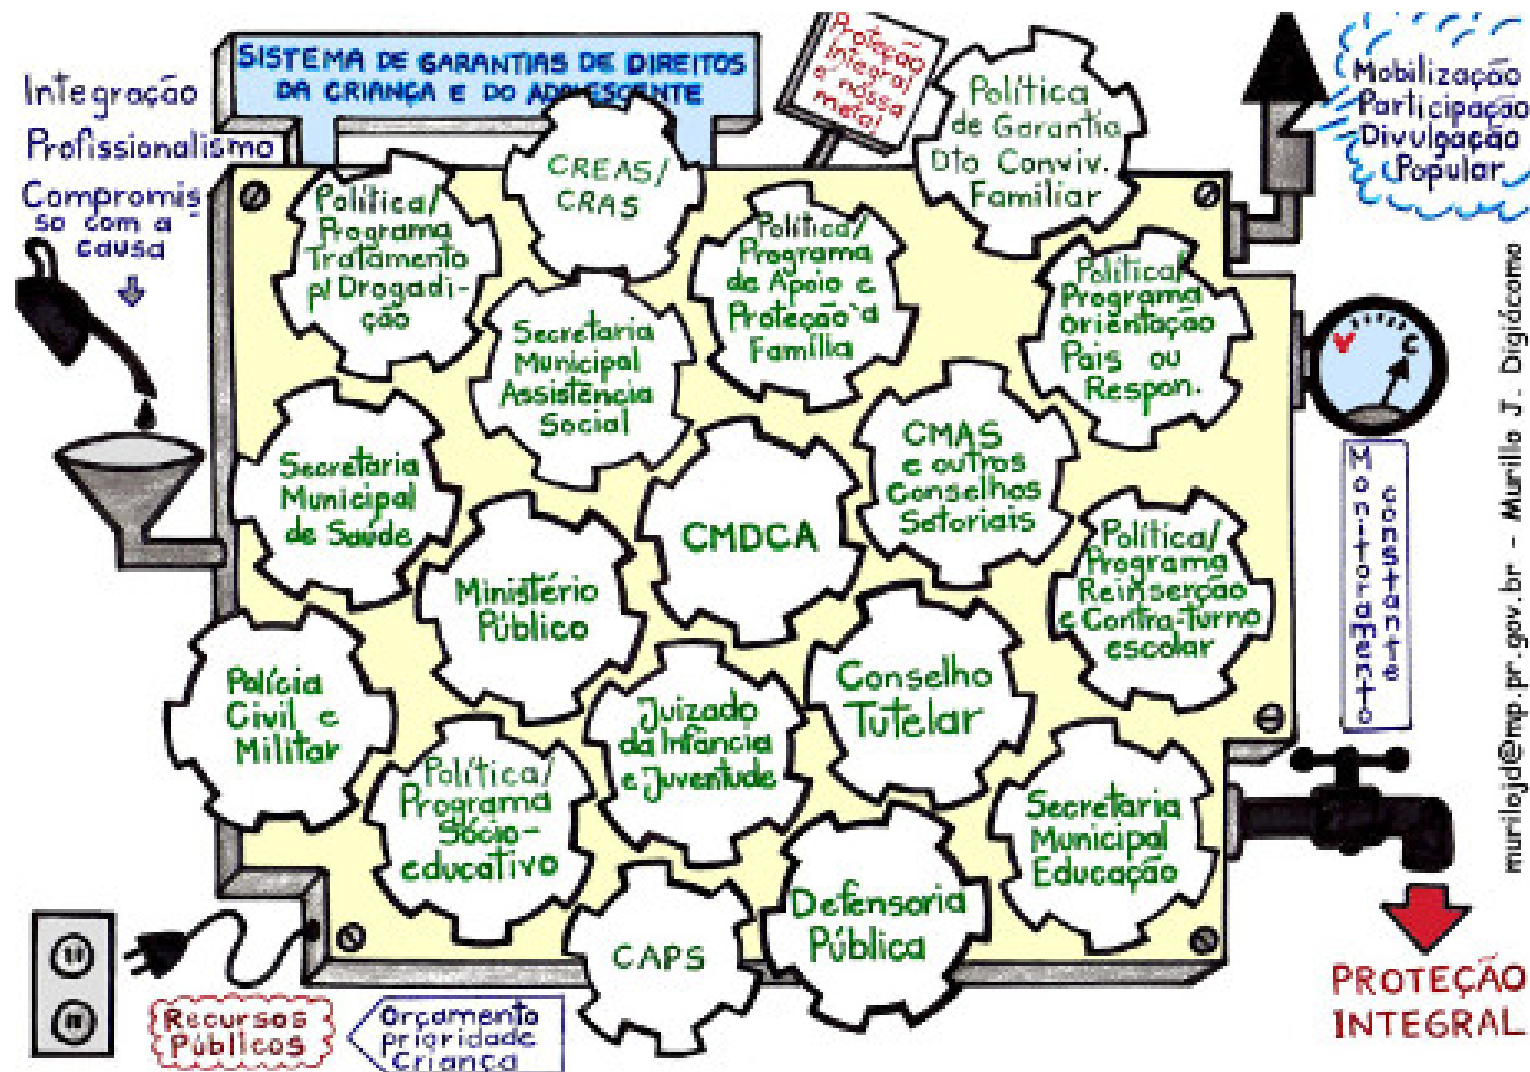 SISTEMA DE GARANTIAS DE DIREITOS
DA CRIANÇA E DO ADOLESCENTE
Integração
Profissionalismo
Compromis
so com a
causa
Proteção
Integral
é nossa
meta!
Política
de Garantia
Dto Conviv.
Familiar
Mobilização
Participação
Divulgação
Popular
CREAS/
CRAS
Política/
Programa
Tratamento
p/ Drogadi-
ção
Política/
Programa
de Apoio e
Proteção à
Família
Política/
Programa
Orientação
Pais ou
Respon.
Secretaria
Municipal
Assistência
Social
CMAS
e outros
Conselhos
Setoriais
Secretaria
Municipal
de Saúde
CMDCA
Política/
Programa
Reinserção
e Contra-turno
escolar
Ministério
Público
Conselho
Tutelar
Polícia
Civil e
Militar
Juizado
da Infância
e Juventude
Política/
Programa
Sócio-
educativo
Secretaria
Municipal
Educação
Defensoria
Pública
CAPS
Monitoramento
constante
murilojd@mp.pr.gov.br - Murillo J. Digiácomo
Recursos
Públicos
Orçamento
prioridade
Criança
PROTEÇÃO
INTEGRAL